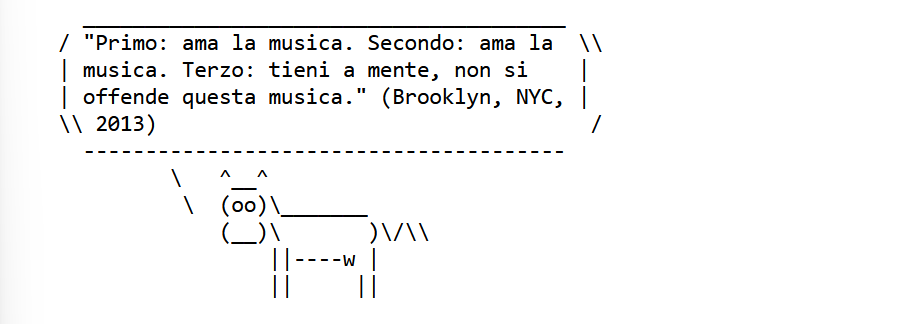 _______________________________________
/ "Primo: ama la musica. Secondo: ama la  \\
| musica. Terzo: tieni a mente, non si    |
| offende questa musica." (Brooklyn, NYC, |
\\ 2013)                                   /
  ---------------------------------------
         \   ^__^
          \  (oo)\_______
             (__)\       )\/\\
                 ||----w |
                 ||     ||